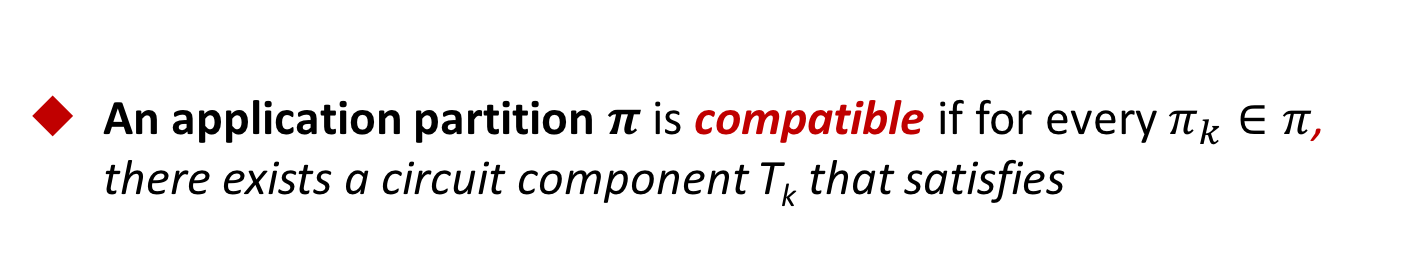 An application partition π is compatible if for every πₖ ∈ π,
there exists a circuit component Tₖ that satisfies